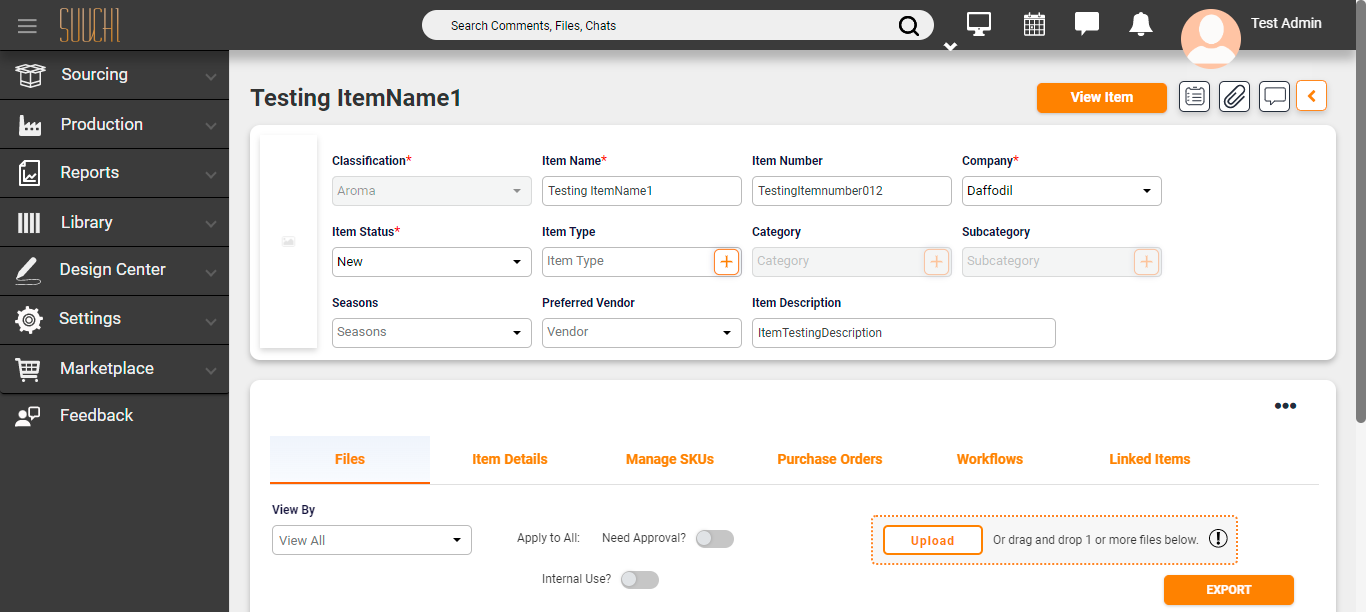 SUUCHI
Search Comments, Files, Chats
Test Admin
Sourcing
Production
Reports
Library
Design Center
Settings
Marketplace
Feedback
Testing ItemName1
View Item
Classification* Item Name* Item Number Company*
Aroma Testing ItemName1 TestingItemnumber012 Daffodil
Item Status* Item Type Category Subcategory
New Item Type Category Subcategory
Seasons Preferred Vendor Item Description
Seasons Vendor ItemTestingDescription
Files Item Details Manage SKUs Purchase Orders Workflows Linked Items
View By
View All
Apply to All: Need Approval?
Internal Use?
Upload Or drag and drop 1 or more files below.
EXPORT